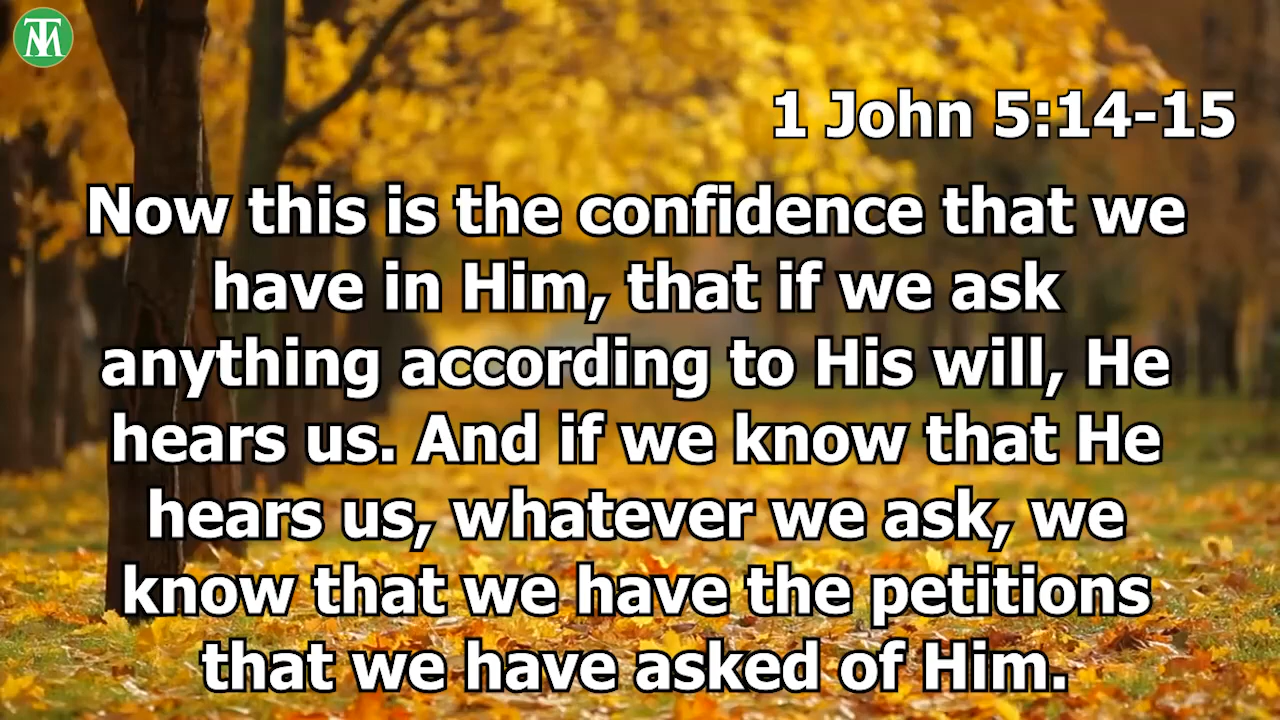 TM
1 John 5:14-15
Now this is the confidence that we
have in Him, that if we ask
anything according to His will, He
hears us. And if we know that He
hears us, whatever we ask, we
know that we have the petitions
that we have asked of Him.